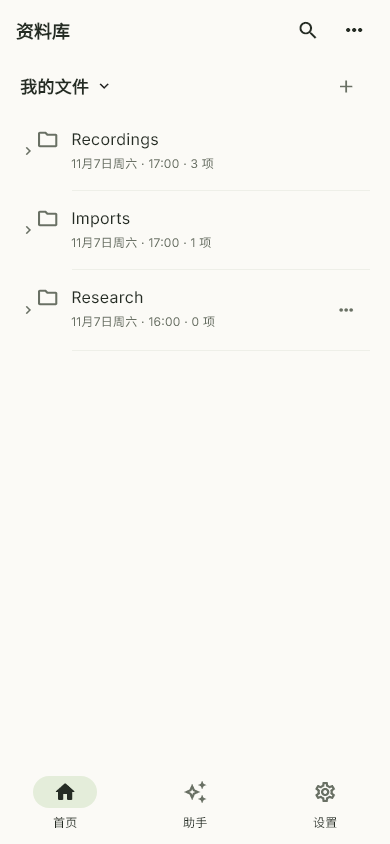 资料库
我的文件
Recordings
11月7日周六 · 17:00 · 3 项
Imports
11月7日周六 · 17:00 · 1 项
Research
11月7日周六 · 16:00 · 0 项
首页
助手
设置